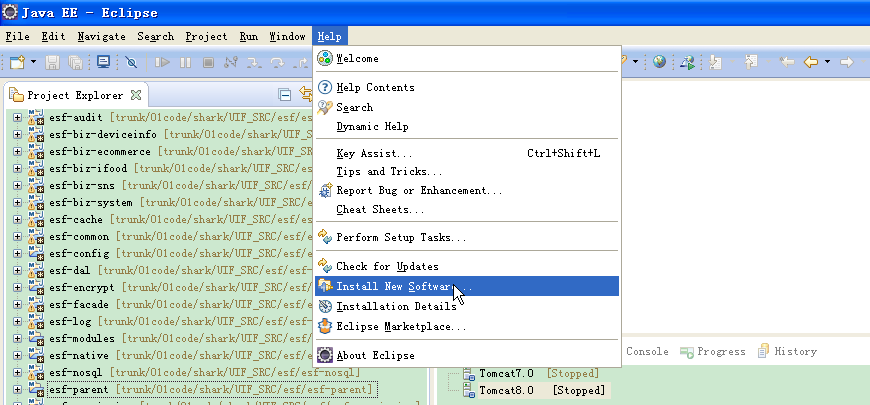 Java EE - Eclipse
File Edit Navigate Search Project Run Window Help
Welcome
Help Contents
Search
Dynamic Help
Key Assist... Ctrl+Shift+L
Tips and Tricks...
Report Bug or Enhancement...
Cheat Sheets...
Perform Setup Tasks...
Check for Updates
Install New Software...
Installation Details
Eclipse Marketplace...
About Eclipse
Project Explorer
esf-audit [trunk/01code/shark/UIF_SRC/esf/es
esf-biz-deviceinfo [trunk/01code/shark/UIF_S
esf-biz-ecommerce [trunk/01code/shark/UIF_SR
esf-biz-ifood [trunk/01code/shark/UIF_SRC/es
esf-biz-sns [trunk/01code/shark/UIF_SRC/esf/
esf-biz-system [trunk/01code/shark/UIF_SRC/e
esf-cache [trunk/01code/shark/UIF_SRC/esf/es
esf-common [trunk/01code/shark/UIF_SRC/esf/e
esf-config [trunk/01code/shark/UIF_SRC/esf/e
esf-dal [trunk/01code/shark/UIF_SRC/esf/esf-
esf-encrypt [trunk/01code/shark/UIF_SRC/esf/
esf-facade [trunk/01code/shark/UIF_SRC/esf/e
esf-log [trunk/01code/shark/UIF_SRC/esf/esf-
esf-modules [trunk/01code/shark/UIF_SRC/esf/
esf-native [trunk/01code/shark/UIF_SRC/esf/e
esf-nosql [trunk/01code/shark/UIF_SRC/esf/esf-nosql]
esf-parent [trunk/01code/shark/UIF_SRC/esf/esf-parent]
Console Progress History
Tomcat7.0 [Stopped]
Tomcat8.0 [Stopped]